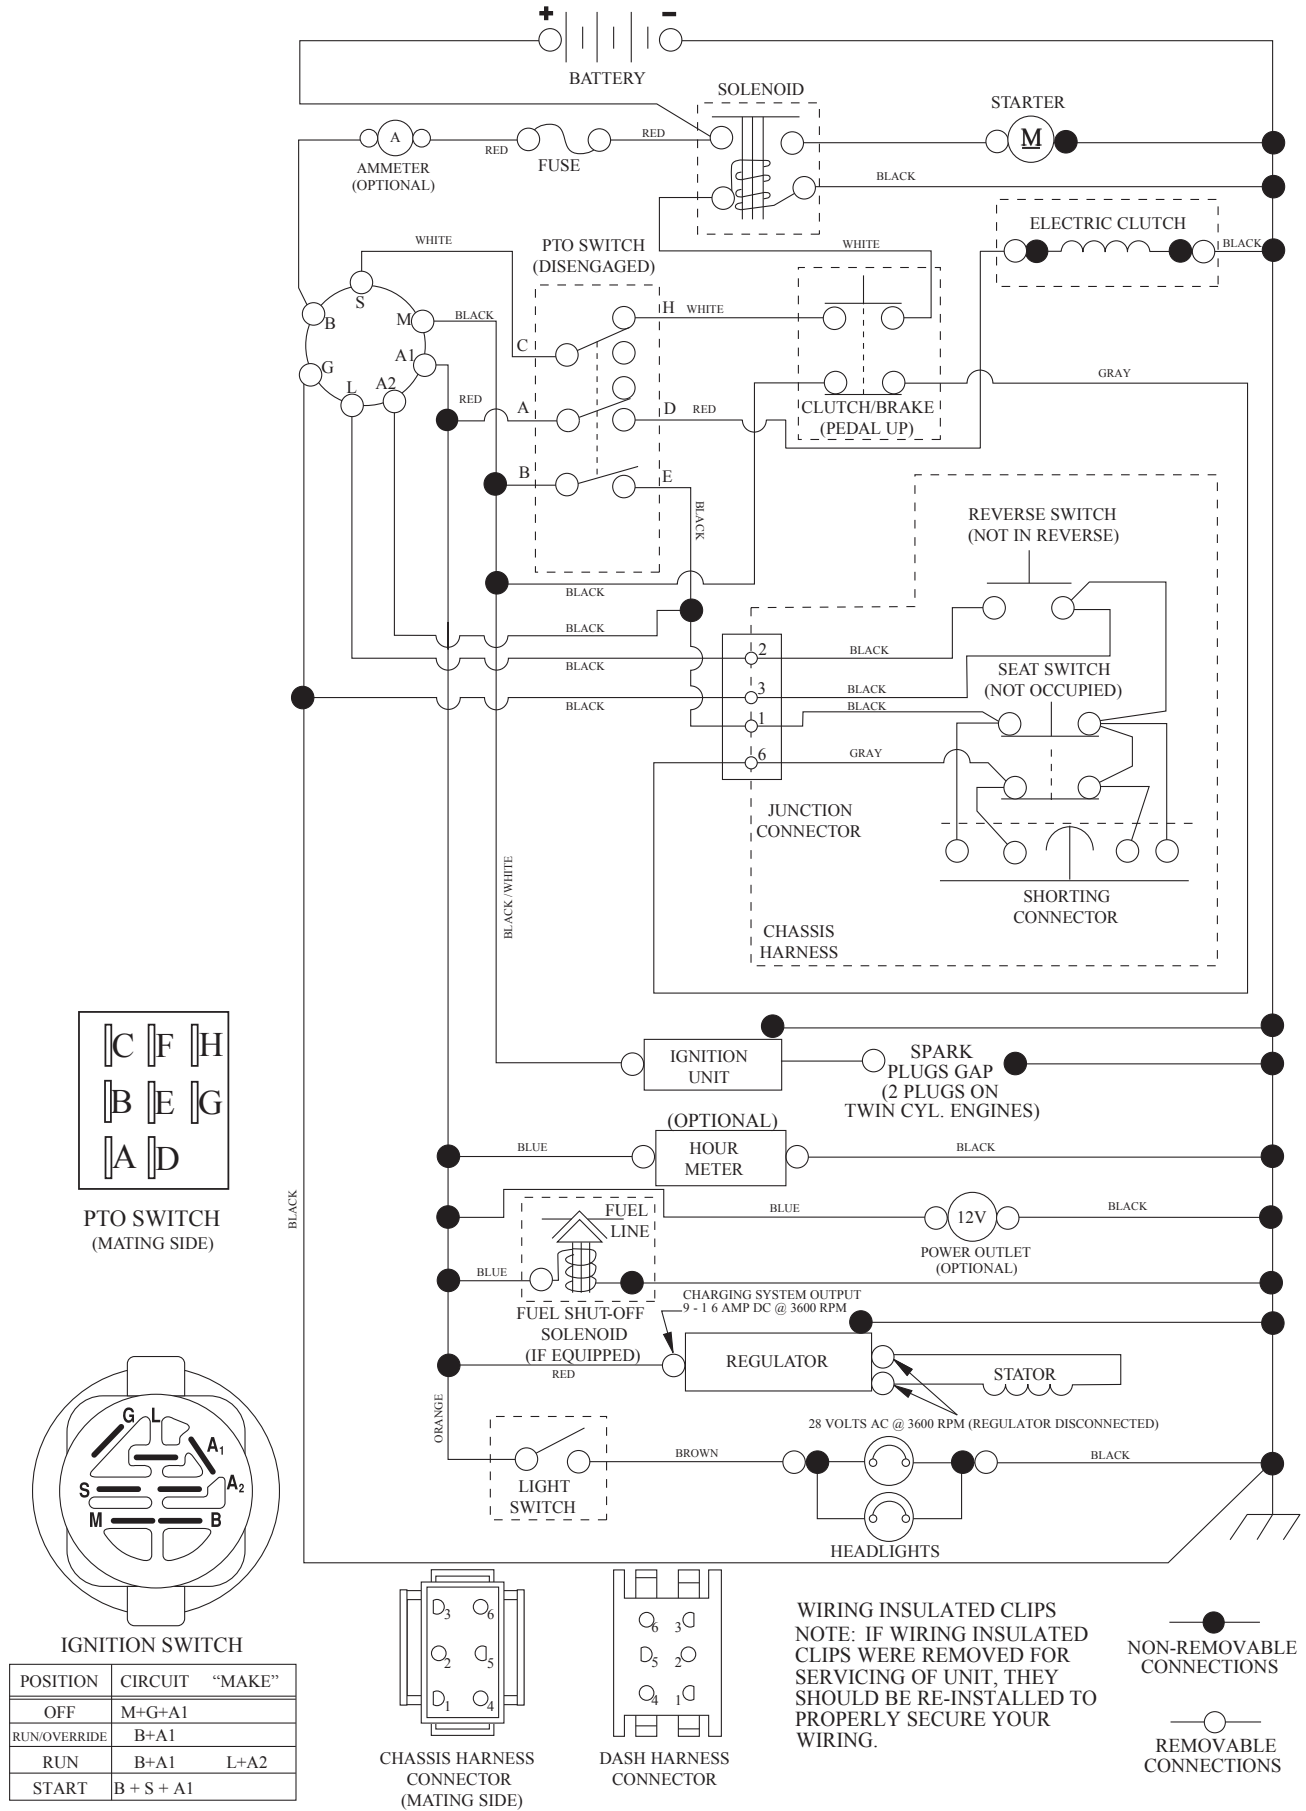 + −
BATTERY
SOLENOID
STARTER
A
AMMETER
(OPTIONAL)
RED
FUSE
RED
M
BLACK
ELECTRIC CLUTCH
BLACK
WHITE
PTO SWITCH
(DISENGAGED)
WHITE
S
B
M
BLACK
H
WHITE
C
A1
G
L
A2
RED
A
D
RED
GRAY
CLUTCH/BRAKE
(PEDAL UP)
B
E
BLACK
REVERSE SWITCH
(NOT IN REVERSE)
BLACK
BLACK
BLACK
2
BLACK
SEAT SWITCH
(NOT OCCUPIED)
3
BLACK
BLACK
BLACK
1
6
GRAY
JUNCTION
CONNECTOR
BLACK/WHITE
SHORTING
CONNECTOR
CHASSIS
HARNESS
C F H
B E G
A D
PTO SWITCH
(MATING SIDE)
BLACK
IGNITION
UNIT
SPARK
PLUGS GAP
(2 PLUGS ON
TWIN CYL. ENGINES)
(OPTIONAL)
BLUE
HOUR
METER
BLACK
FUEL
LINE
BLUE
12V
BLACK
POWER OUTLET
(OPTIONAL)
BLUE
FUEL SHUT-OFF
SOLENOID
(IF EQUIPPED)
CHARGING SYSTEM OUTPUT
9 - 1 6 AMP DC @ 3600 RPM
RED
REGULATOR
STATOR
ORANGE
28 VOLTS AC @ 3600 RPM (REGULATOR DISCONNECTED)
BROWN
BLACK
LIGHT
SWITCH
HEADLIGHTS
G L
A1
A2
S
M B
IGNITION SWITCH
POSITION CIRCUIT “MAKE”
OFF M+G+A1
RUN/OVERRIDE B+A1
RUN B+A1 L+A2
START B + S + A1
3 6
2 5
1 4
CHASSIS HARNESS
CONNECTOR
(MATING SIDE)
6 3
5 2
4 1
DASH HARNESS
CONNECTOR
WIRING INSULATED CLIPS
NOTE: IF WIRING INSULATED
CLIPS WERE REMOVED FOR
SERVICING OF UNIT, THEY
SHOULD BE RE-INSTALLED TO
PROPERLY SECURE YOUR
WIRING.
NON-REMOVABLE
CONNECTIONS
REMOVABLE
CONNECTIONS